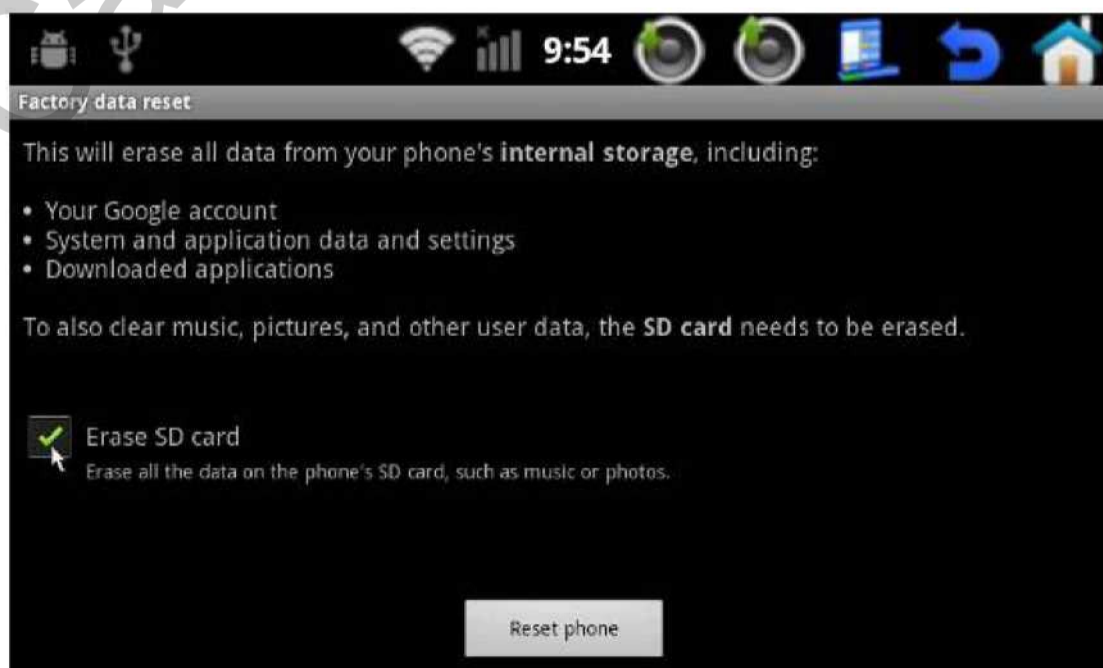 9:54
Factory data reset
This will erase all data from your phone's internal storage, including:
• Your Google account
• System and application data and settings
• Downloaded applications
To also clear music, pictures, and other user data, the SD card needs to be erased.
Erase SD card
Erase all the data on the phone's SD card, such as music or photos.
Reset phone